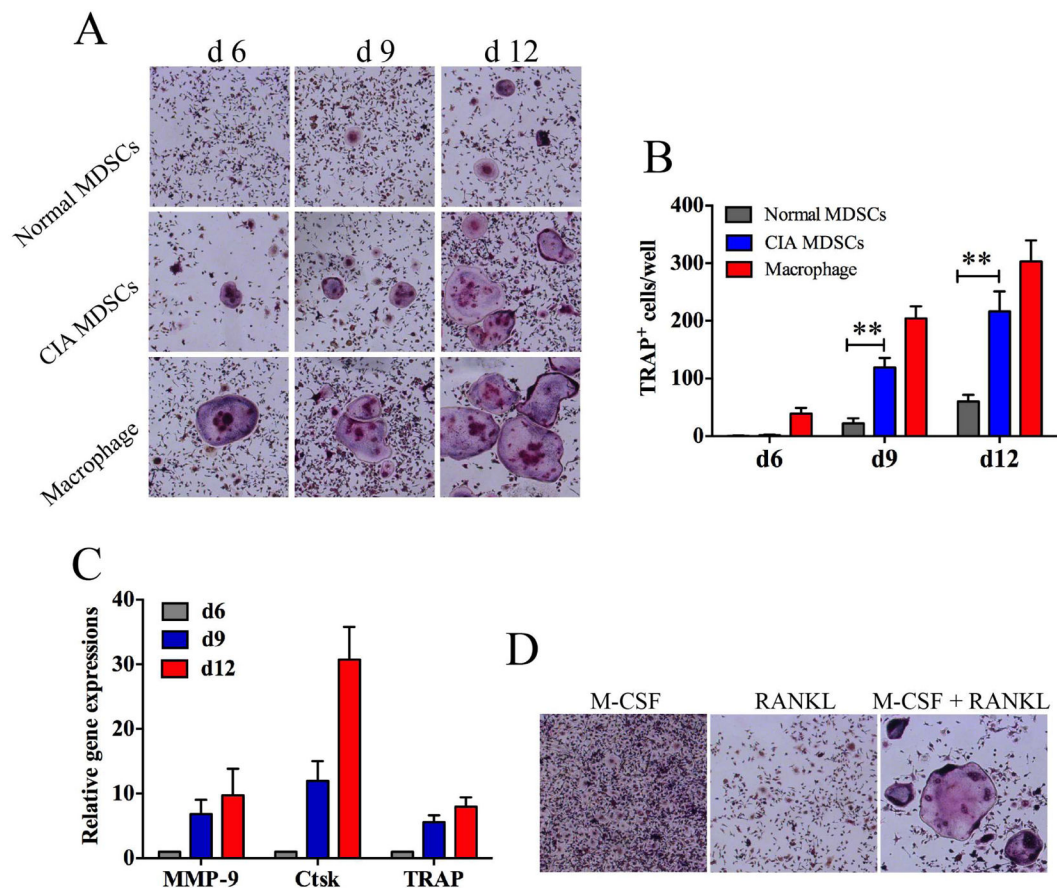 A
d 6 d 9 d 12
Normal MDSCs
CIA MDSCs
Macrophage
B
TRAP⁺ cells/well
400
300
200
100
0
Normal MDSCs
CIA MDSCs
Macrophage
**
**
d6 d9 d12
C
Relative gene expressions
40
30
20
10
0
d6
d9
d12
MMP-9 Ctsk TRAP
D
M-CSF RANKL M-CSF + RANKL